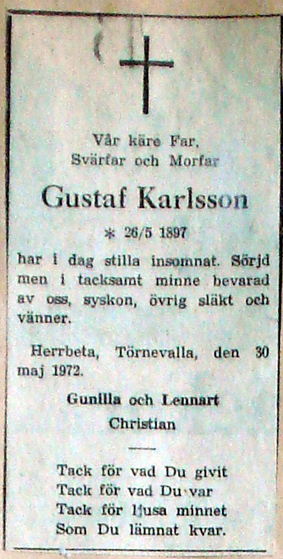 Vår käre Far,
Svärfar och Morfar
Gustaf Karlsson
* 26/5 1897
har i dag stilla insomnat. Sörjd
men i tacksamt minne bevarad
av oss, syskon, övrig släkt och
vänner.
Herrbeta, Törnevalla, den 30
maj 1972.
Gunilla och Lennart
Christian
Tack för vad Du givit
Tack för vad Du var
Tack för ljusa minnet
Som Du lämnat kvar.